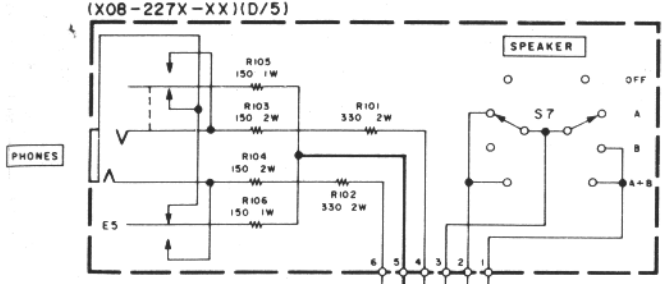 (X08-227X-XX)(D/5)
SPEAKER
R105
150 1W
OFF
R103
150 2W
R101
330 2W
S7
A
PHONES
B
R104
150 2W
R102
330 2W
A+B
R106
150 1W
E5
6 5 4 3 2 1